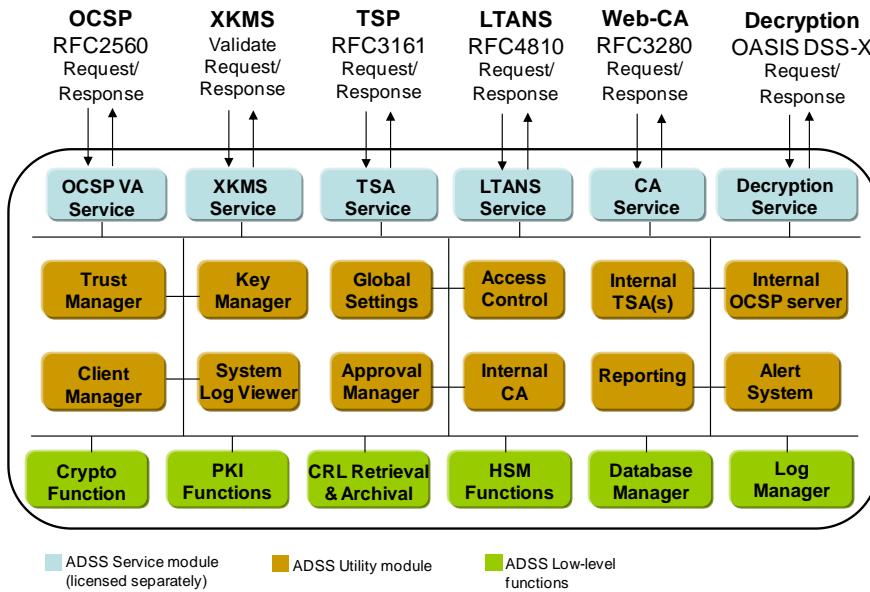 OCSP
RFC2560
Request/
Response
XKMS
Validate
Request/
Response
TSP
RFC3161
Request/
Response
LTANS
RFC4810
Request/
Response
Web-CA
RFC3280
Request/
Response
Decryption
OASIS DSS-X
Request/
Response
OCSP VA
Service
XKMS
Service
TSA
Service
LTANS
Service
CA
Service
Decryption
Service
Trust
Manager
Key
Manager
Global
Settings
Access
Control
Internal
TSA(s)
Internal
OCSP server
Client
Manager
System
Log Viewer
Approval
Manager
Internal
CA
Reporting
Alert
System
Crypto
Function
PKI
Functions
CRL Retrieval
& Archival
HSM
Functions
Database
Manager
Log
Manager
ADSS Service module
(licensed separately)
ADSS Utility module
ADSS Low-level
functions